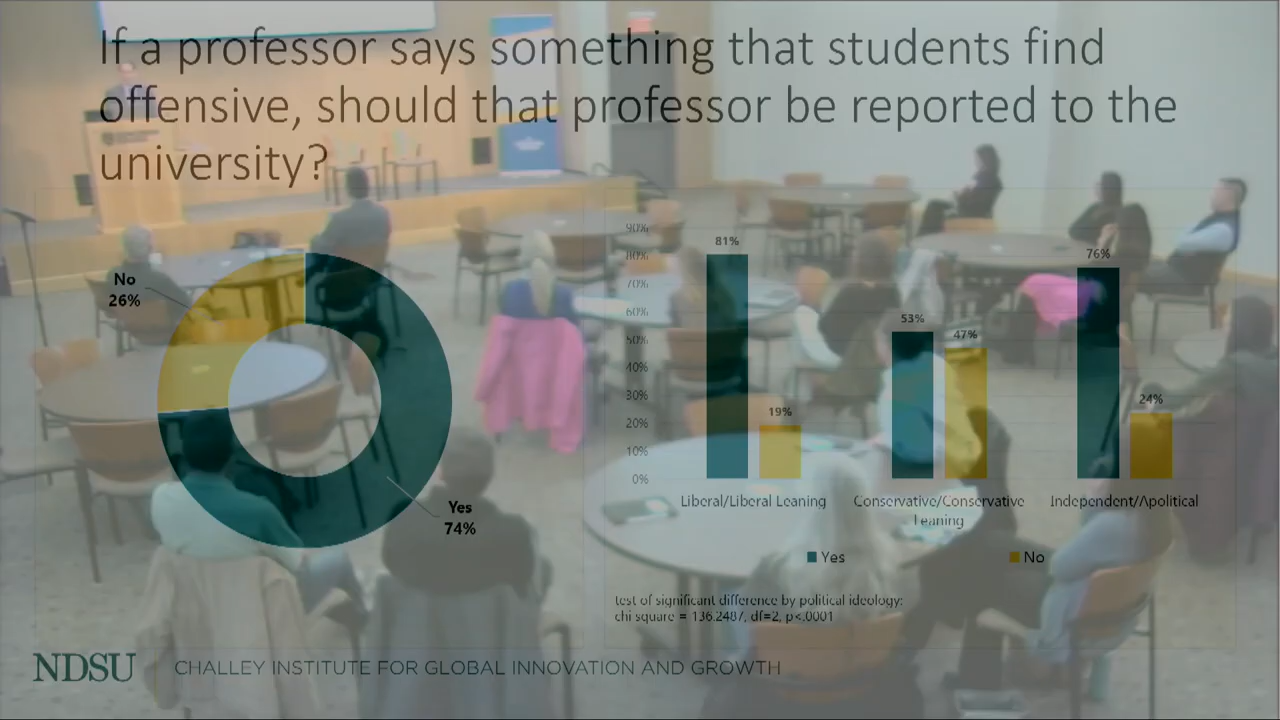 If a professor says something that students find
offensive, should that professor be reported to the
university?
No
26%
Yes
74%
90%
80%
70%
60%
50%
40%
30%
20%
10%
0%
81%
19%
53%
47%
76%
24%
Liberal/Liberal Leaning
Conservative/Conservative
Leaning
Independent/Apolitical
Yes
No
test of significant difference by political ideology:
chi square = 136.2487, df=2, p<.0001
NDSU CHALLEY INSTITUTE FOR GLOBAL INNOVATION AND GROWTH